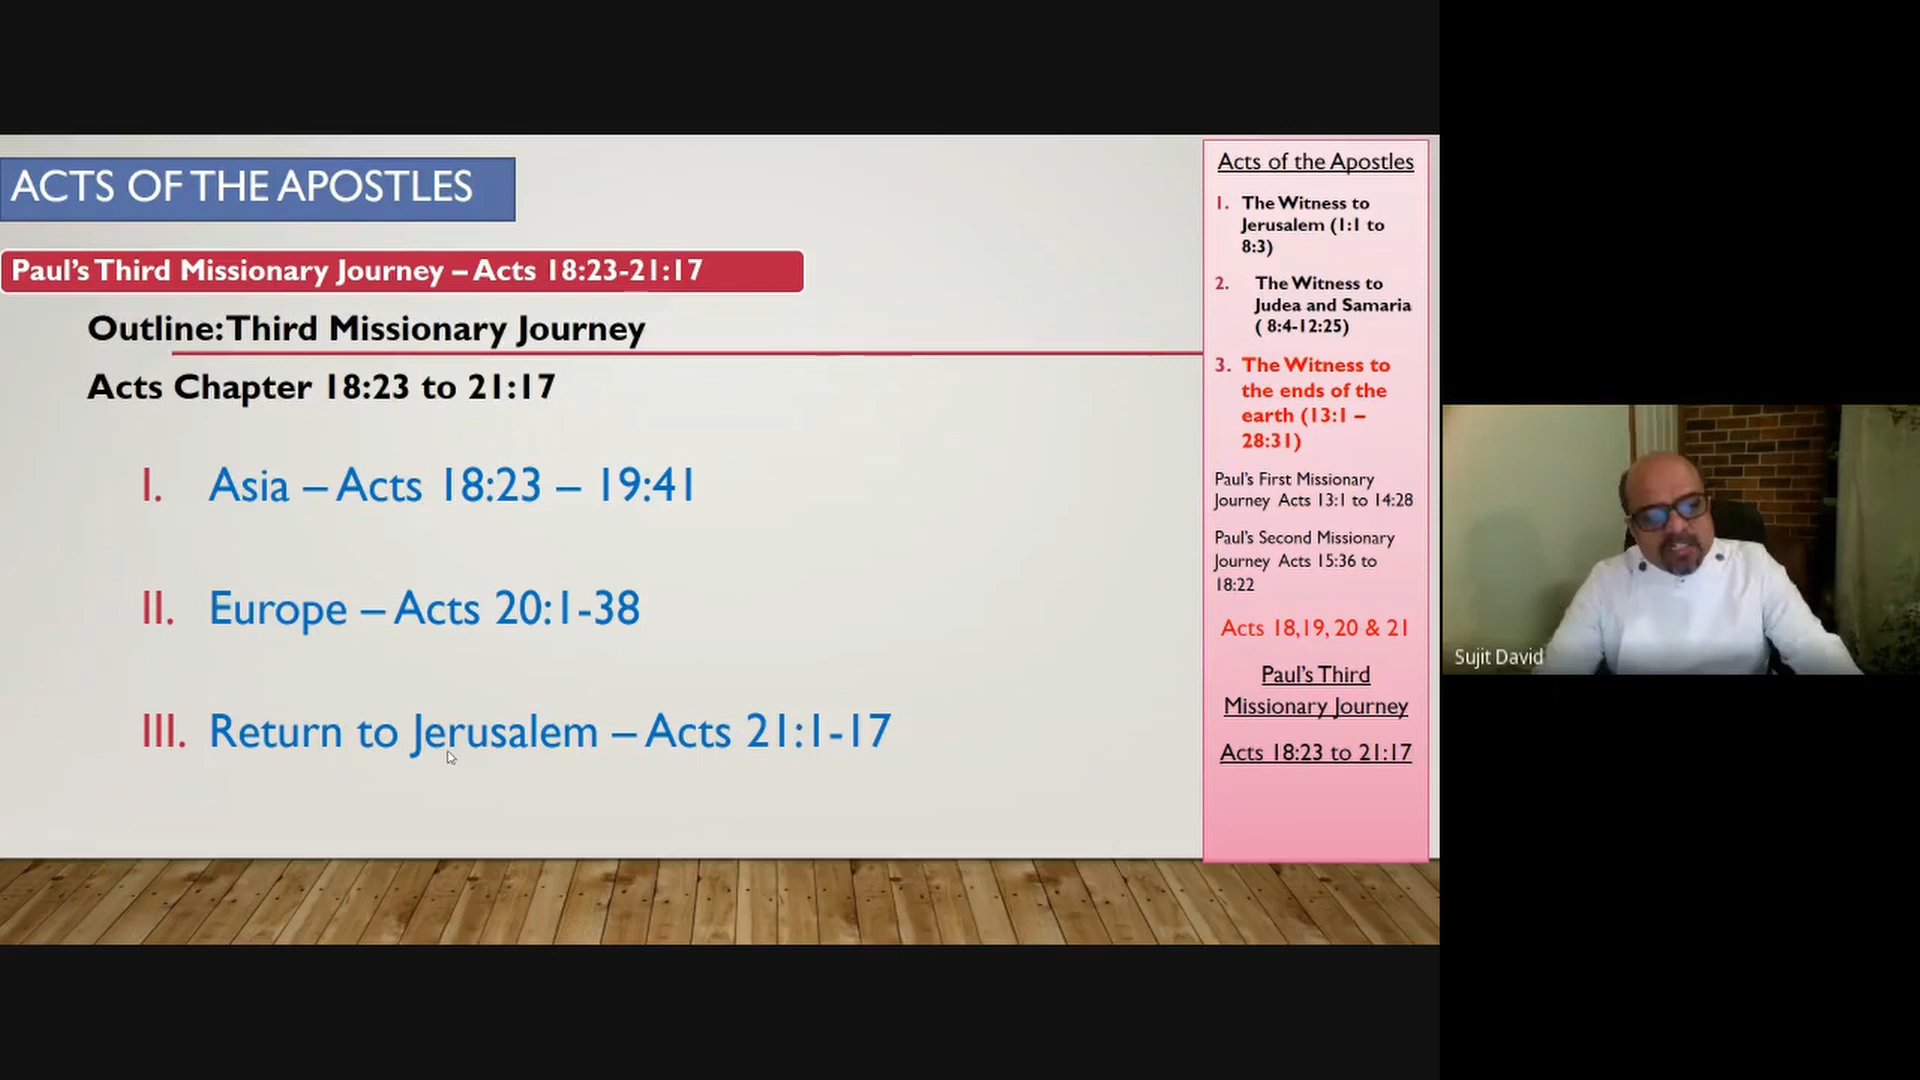 ACTS OF THE APOSTLES
Paul's Third Missionary Journey – Acts 18:23-21:17
Outline: Third Missionary Journey
Acts Chapter 18:23 to 21:17
I. Asia – Acts 18:23 – 19:41
II. Europe – Acts 20:1-38
III. Return to Jerusalem – Acts 21:1-17
Acts of the Apostles
1. The Witness to
Jerusalem (1:1 to
8:3)
2. The Witness to
Judea and Samaria
( 8:4-12:25)
3. The Witness to
the ends of the
earth (13:1 –
28:31)
Paul's First Missionary
Journey Acts 13:1 to 14:28
Paul's Second Missionary
Journey Acts 15:36 to
18:22
Acts 18,19, 20 & 21
Paul's Third
Missionary Journey
Acts 18:23 to 21:17
Sujit David